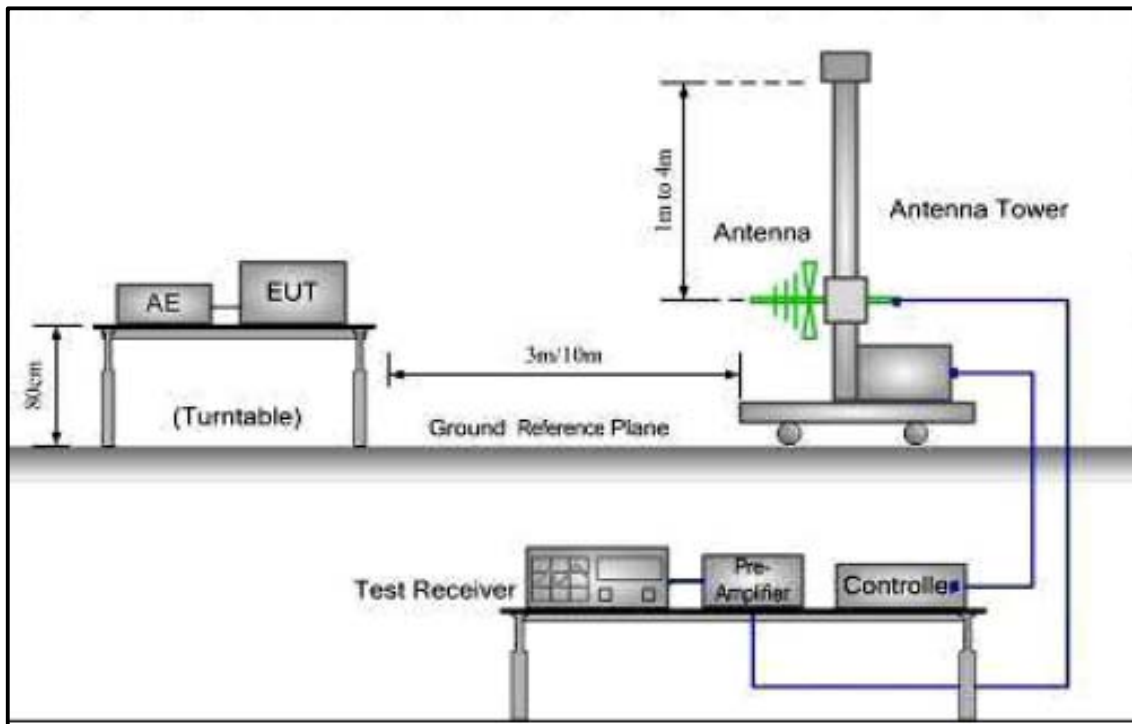 1m to 4m
Antenna Tower
Antenna
AE
EUT
80cm
3m/10m
(Turntable)
Ground Reference Plane
Test Receiver
Pre-
Amplifier
Controller